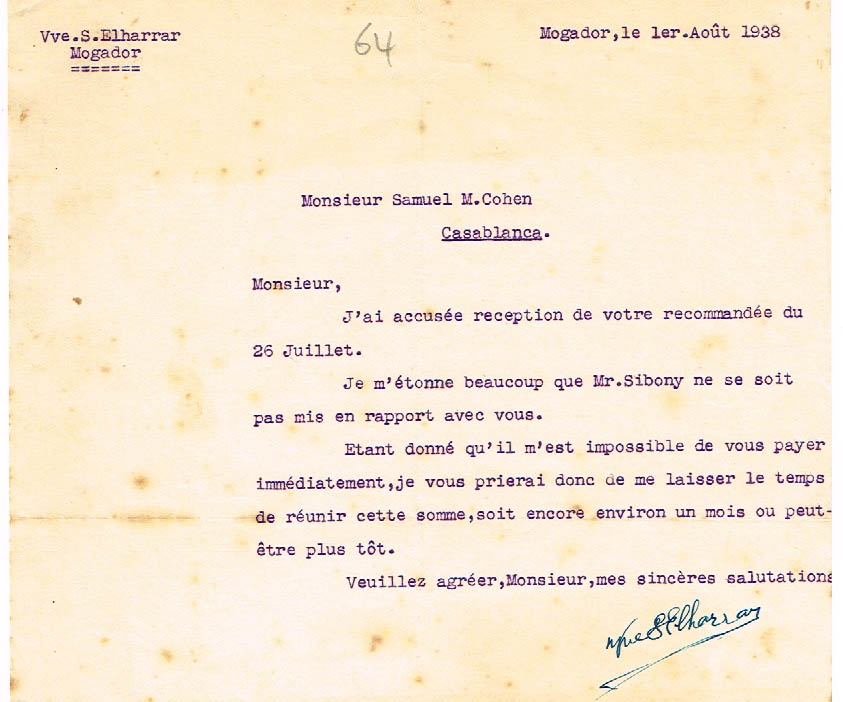 Vve.S.Elharrar
Mogador
=======
64
Mogador,le 1er.Août 1938
Monsieur Samuel M.Cohen
Casablanca.
Monsieur,
J'ai accusée reception de votre recommandée du
26 Juillet.
Je m'étonne beaucoup que Mr.Sibony ne se soit
pas mis en rapport avec vous.
Etant donné qu'il m'est impossible de vous payer
immédiatement,je vous prierai donc de me laisser le temps
de réunir cette somme,soit encore environ un mois ou peut-
être plus tôt.
Veuillez agréer,Monsieur,mes sincères salutations
Vve S Elharrar